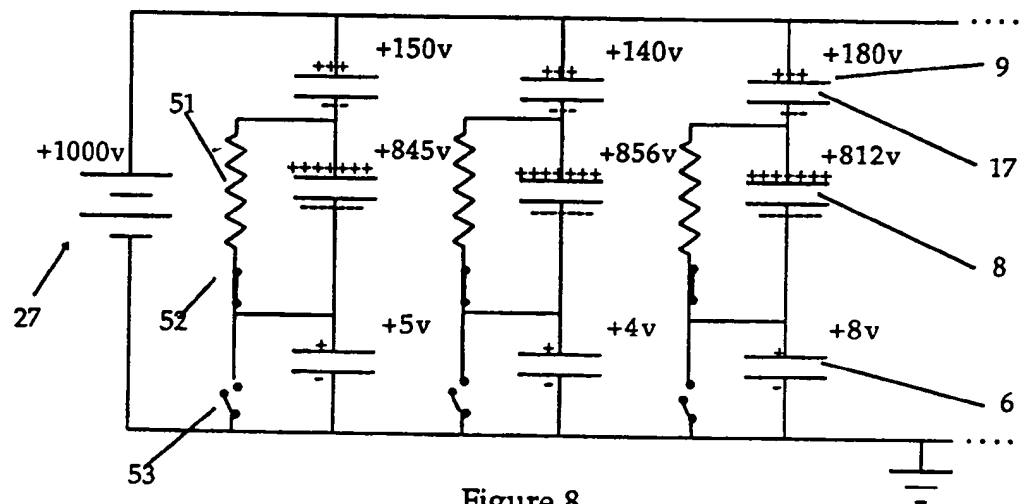 +150v
+140v
+180v
9
51
+1000v
+845v
+856v
+812v
17
8
27
52
+5v
+4v
+8v
6
53
Figure 8